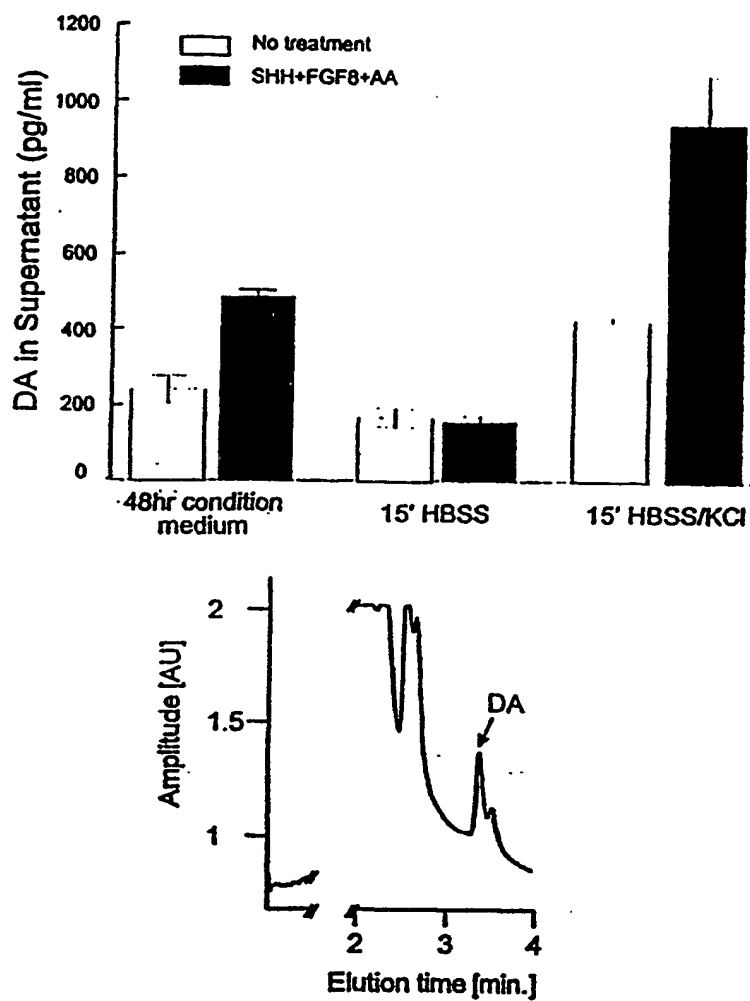 1200
1000
800
600
400
200
0
DA in Supernatant (pg/ml)
No treatment
SHH+FGF8+AA
48hr condition
medium
15' HBSS
15' HBSS/KCl
2
1.5
1
Amplitude [AU]
DA
2 3 4
Elution time [min.]